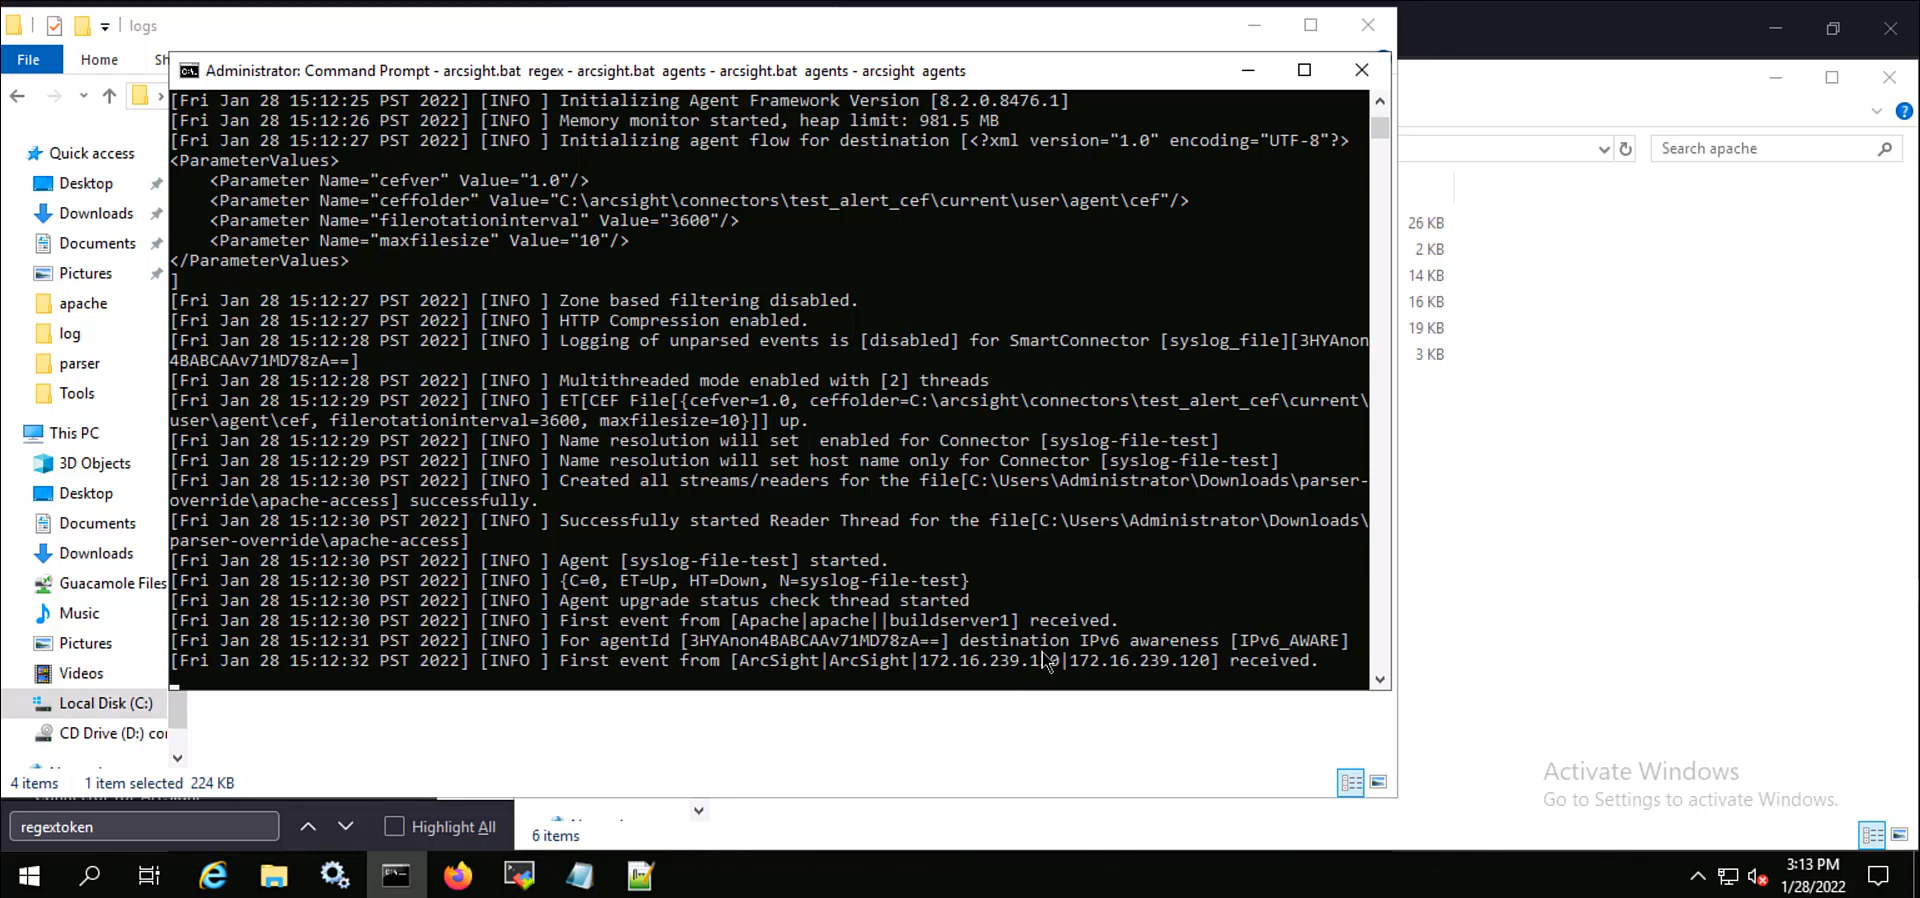 logs
File
Home
Sh
Administrator: Command Prompt - arcsight.bat regex - arcsight.bat agents - arcsight.bat agents - arcsight agents
[Fri Jan 28 15:12:25 PST 2022] [INFO ] Initializing Agent Framework Version [8.2.0.8476.1]
[Fri Jan 28 15:12:26 PST 2022] [INFO ] Memory monitor started, heap limit: 981.5 MB
[Fri Jan 28 15:12:27 PST 2022] [INFO ] Initializing agent flow for destination [<?xml version="1.0" encoding="UTF-8"?>
<ParameterValues>
<Parameter Name="cefver" Value="1.0"/>
<Parameter Name="ceffolder" Value="C:\arcsight\connectors\test_alert_cef\current\user\agent\cef"/>
<Parameter Name="filerotationinterval" Value="3600"/>
<Parameter Name="maxfilesize" Value="10"/>
</ParameterValues>
]
[Fri Jan 28 15:12:27 PST 2022] [INFO ] Zone based filtering disabled.
[Fri Jan 28 15:12:27 PST 2022] [INFO ] HTTP Compression enabled.
[Fri Jan 28 15:12:28 PST 2022] [INFO ] Logging of unparsed events is [disabled] for SmartConnector [syslog_file][3HYAnon
4BABCAAv71MD78zA==]
[Fri Jan 28 15:12:28 PST 2022] [INFO ] Multithreaded mode enabled with [2] threads
[Fri Jan 28 15:12:29 PST 2022] [INFO ] ET[CEF File[{cefver=1.0, ceffolder=C:\arcsight\connectors\test_alert_cef\current\
user\agent\cef, filerotationinterval=3600, maxfilesize=10}]] up.
[Fri Jan 28 15:12:29 PST 2022] [INFO ] Name resolution will set  enabled for Connector [syslog-file-test]
[Fri Jan 28 15:12:29 PST 2022] [INFO ] Name resolution will set host name only for Connector [syslog-file-test]
[Fri Jan 28 15:12:30 PST 2022] [INFO ] Created all streams/readers for the file[C:\Users\Administrator\Downloads\parser-
override\apache-access] successfully.
[Fri Jan 28 15:12:30 PST 2022] [INFO ] Successfully started Reader Thread for the file[C:\Users\Administrator\Downloads\
parser-override\apache-access]
[Fri Jan 28 15:12:30 PST 2022] [INFO ] Agent [syslog-file-test] started.
[Fri Jan 28 15:12:30 PST 2022] [INFO ] {C=0, ET=Up, HT=Down, N=syslog-file-test}
[Fri Jan 28 15:12:30 PST 2022] [INFO ] Agent upgrade status check thread started
[Fri Jan 28 15:12:30 PST 2022] [INFO ] First event from [Apache|apache||buildserver1] received.
[Fri Jan 28 15:12:31 PST 2022] [INFO ] For agentId [3HYAnon4BABCAAv71MD78zA==] destination IPv6 awareness [IPv6_AWARE]
[Fri Jan 28 15:12:32 PST 2022] [INFO ] First event from [ArcSight|ArcSight|172.16.239.120|172.16.239.120] received.
Quick access
Desktop
Downloads
Documents
Pictures
apache
log
parser
Tools
This PC
3D Objects
Desktop
Documents
Downloads
Guacamole Files
Music
Pictures
Videos
Local Disk (C:)
CD Drive (D:) co
4 items
1 item selected 224 KB
Search apache
26 KB
2 KB
14 KB
16 KB
19 KB
3 KB
Activate Windows
Go to Settings to activate Windows.
regextoken
Highlight All
6 items
3:13 PM
1/28/2022